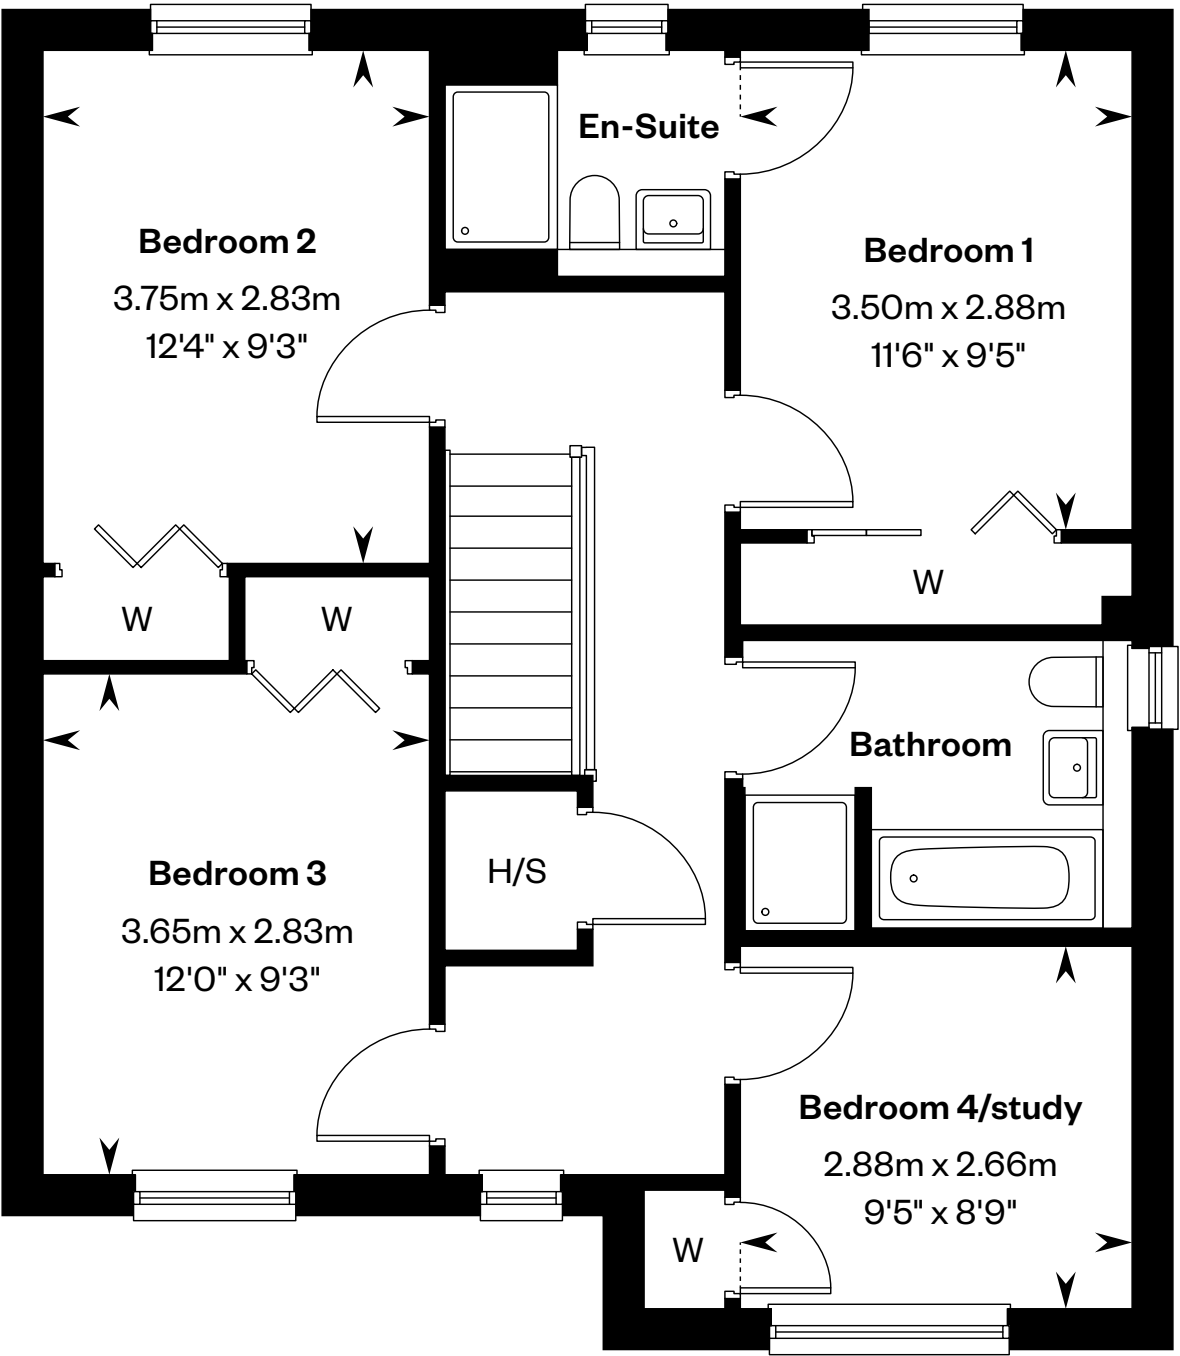 En-Suite
Bedroom 2
3.75m x 2.83m
12'4" x 9'3"
Bedroom 1
3.50m x 2.88m
11'6" x 9'5"
W
W
W
Bathroom
H/S
Bedroom 3
3.65m x 2.83m
12'0" x 9'3"
Bedroom 4/study
2.88m x 2.66m
9'5" x 8'9"
W